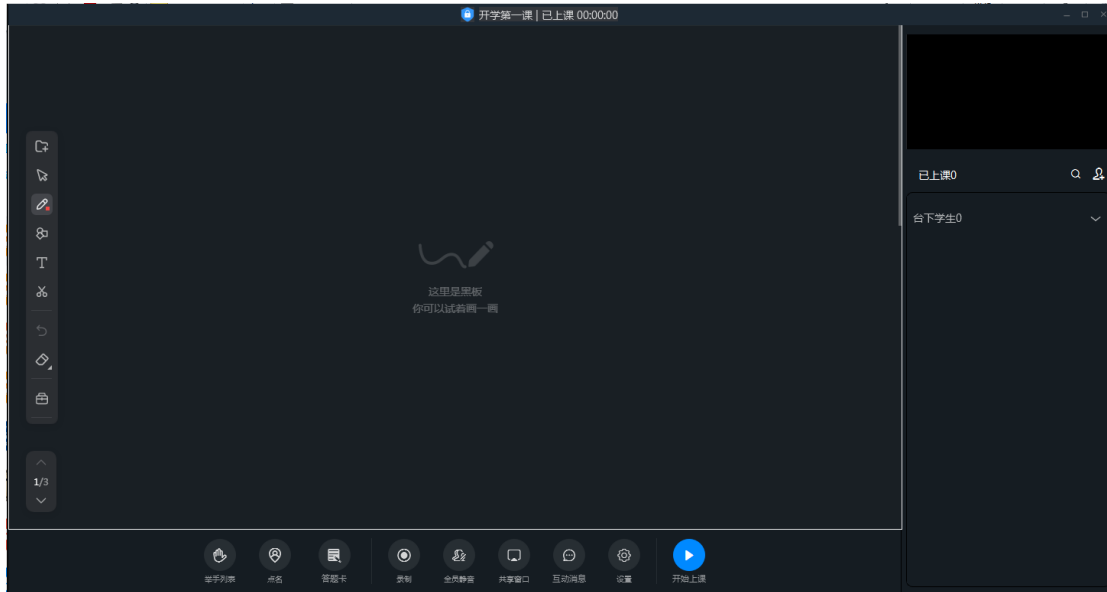 开学第一课 | 已上课 00:00:00
已上课0
台下学生0
这里是黑板
你可以试着画一画
T
1/3
举手列表
点名
答题卡
录制
全员静音
共享窗口
互动消息
设置
开始上课